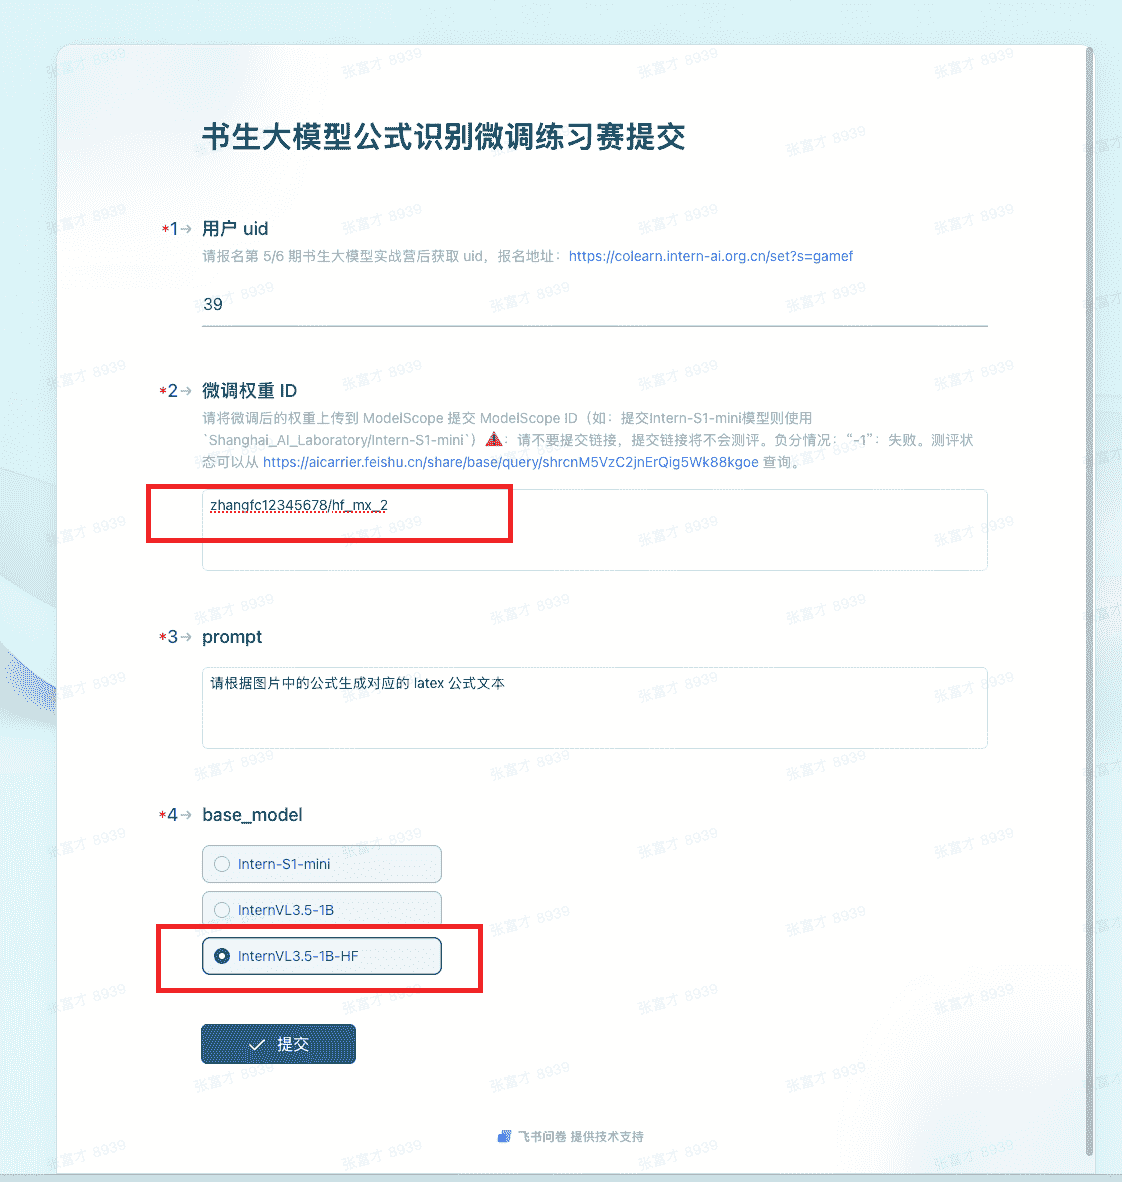 书生大模型公式识别微调练习赛提交
*1→ 用户 uid
请报名第 5/6 期书生大模型实战营后获取 uid，报名地址：https://colearn.intern-ai.org.cn/set?s=gamef
39
*2→ 微调权重 ID
请将微调后的权重上传到 ModelScope 提交 ModelScope ID（如：提交Intern-S1-mini模型则使用
`Shanghai_AI_Laboratory/Intern-S1-mini`）⚠️：请不要提交链接，提交链接将不会测评。负分情况：“-1”：失败。测评状
态可以从 https://aicarrier.feishu.cn/share/base/query/shrcnM5VzC2jnErQig5Wk88kgoe 查询。
zhangfc12345678/hf_mx_2
*3→ prompt
请根据图片中的公式生成对应的 latex 公式文本
*4→ base_model
Intern-S1-mini
InternVL3.5-1B
InternVL3.5-1B-HF
提交
飞书问卷 提供技术支持
张富才 8939